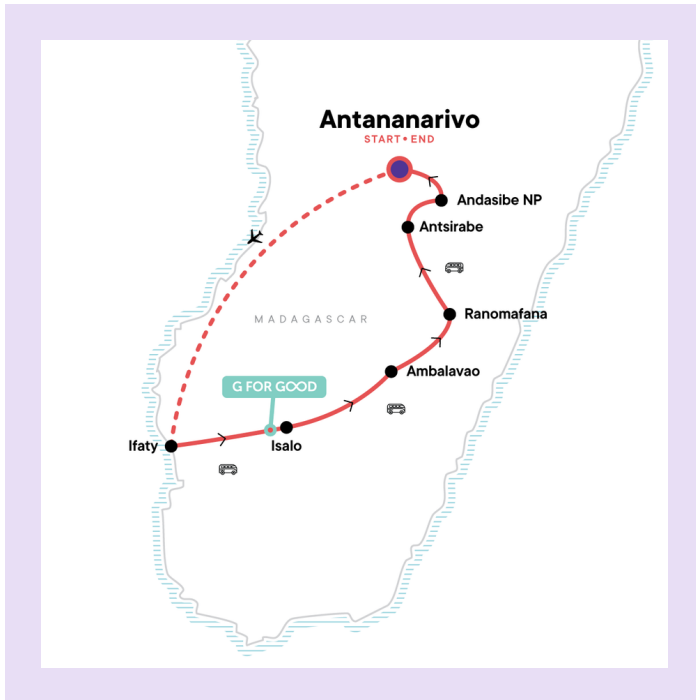 Antananarivo
START • END
Andasibe NP
Antsirabe
Ranomafana
MADAGASCAR
Ambalavao
G FOR GOOD
Ifaty
Isalo